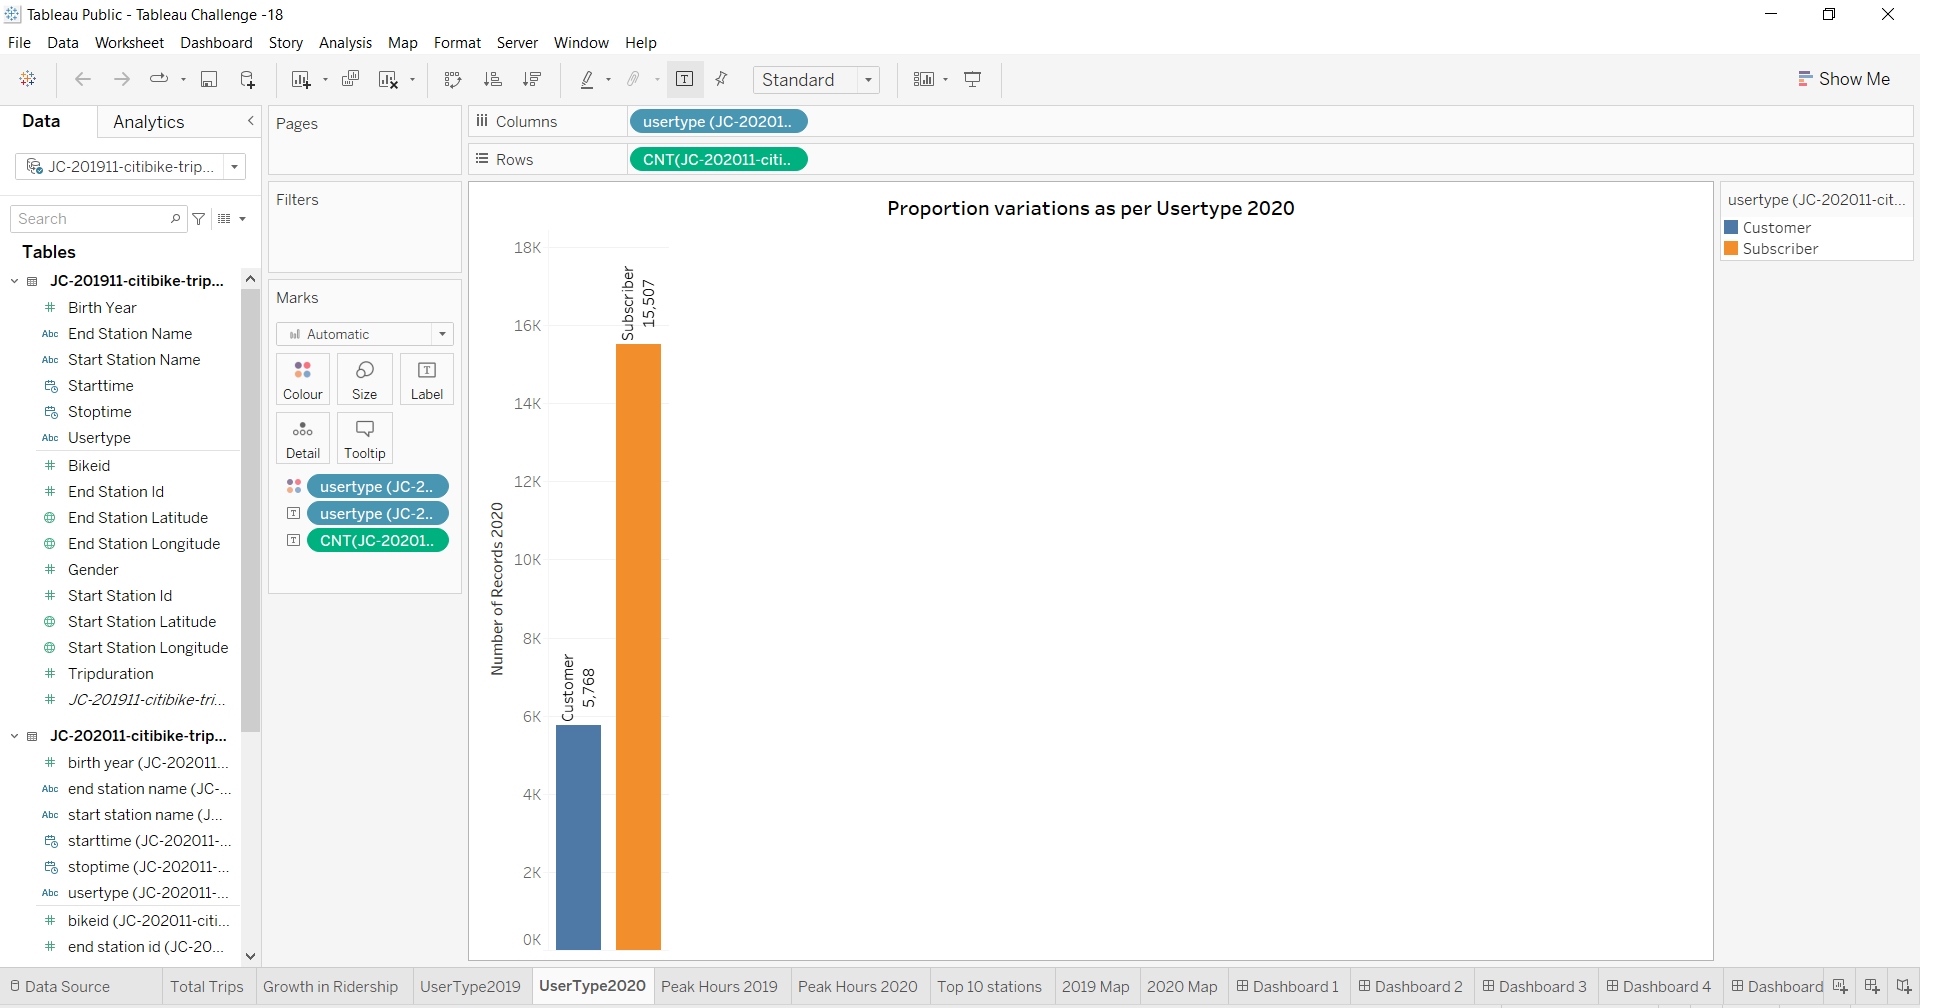 Tableau Public - Tableau Challenge -18
File Data Worksheet Dashboard Story Analysis Map Format Server Window Help
T Standard Show Me
Data Analytics
JC-201911-citibike-trip...
Search
Tables
JC-201911-citibike-trip...
# Birth Year
Abc End Station Name
Abc Start Station Name
Starttime
Stoptime
Abc Usertype
# Bikeid
# End Station Id
End Station Latitude
End Station Longitude
# Gender
# Start Station Id
Start Station Latitude
Start Station Longitude
# Tripduration
# JC-201911-citibike-tri...
JC-202011-citibike-trip...
# birth year (JC-202011...
Abc end station name (JC-...
Abc start station name (J...
starttime (JC-202011-...
stoptime (JC-202011-...
Abc usertype (JC-202011-...
# bikeid (JC-202011-citi...
# end station id (JC-20...
Pages
Filters
Marks
Automatic
Colour Size T Label
Detail Tooltip
usertype (JC-2..
T usertype (JC-2..
T CNT(JC-20201..
Columns usertype (JC-20201..
Rows CNT(JC-202011-citi..
Proportion variations as per Usertype 2020
Number of Records 2020
18K
16K
14K
12K
10K
8K
6K
4K
2K
0K
Customer
5,768
Subscriber
15,507
usertype (JC-202011-cit...
Customer
Subscriber
Data Source Total Trips Growth in Ridership UserType2019 UserType2020 Peak Hours 2019 Peak Hours 2020 Top 10 stations 2019 Map 2020 Map Dashboard 1 Dashboard 2 Dashboard 3 Dashboard 4 Dashboard